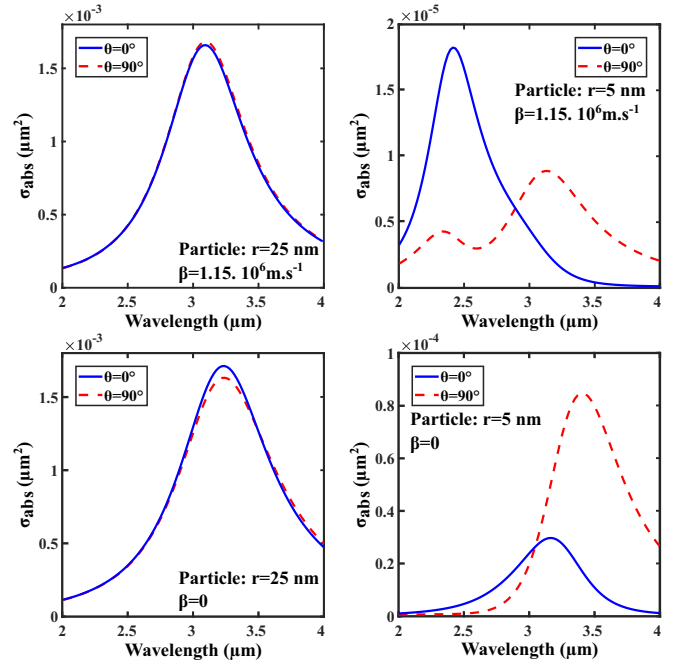 ×10⁻³
1.5
1
0.5
0
σabs (μm²)
θ=0°
θ=90°
Particle: r=25 nm
β=1.15. 10⁶m.s⁻¹
2
2.5
3
3.5
4
Wavelength (μm)
×10⁻⁵
2
1.5
1
0.5
0
σabs (μm²)
θ=0°
θ=90°
Particle: r=5 nm
β=1.15. 10⁶m.s⁻¹
2
2.5
3
3.5
4
Wavelength (μm)
×10⁻³
1.5
1
0.5
0
σabs (μm²)
θ=0°
θ=90°
Particle: r=25 nm
β=0
2
2.5
3
3.5
4
Wavelength (μm)
×10⁻⁴
1
0.8
0.6
0.4
0.2
0
σabs (μm²)
θ=0°
θ=90°
Particle: r=5 nm
β=0
2
2.5
3
3.5
4
Wavelength (μm)